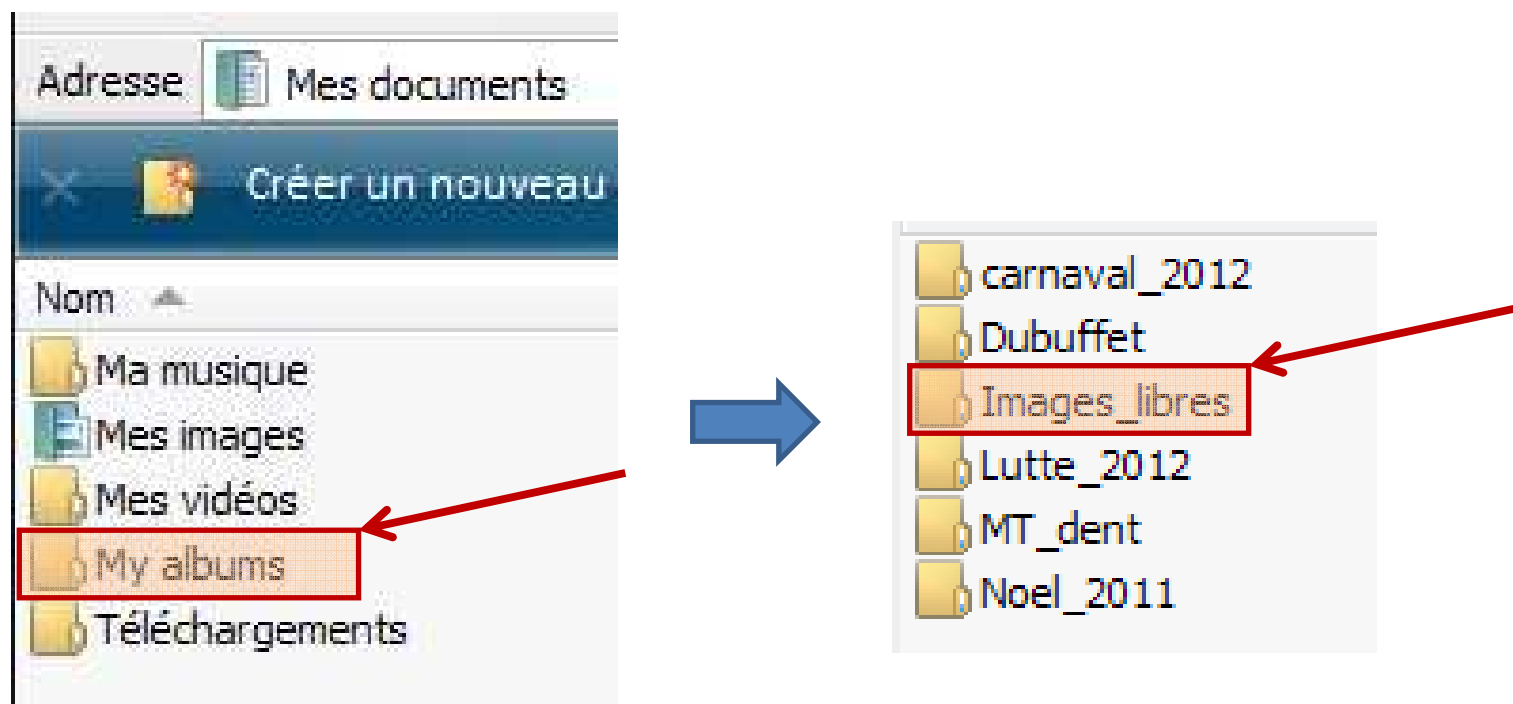 Adresse Mes documents
Créer un nouveau
Nom
Ma musique
Mes images
Mes vidéos
My albums
Téléchargements
carnaval_2012
Dubuffet
Images_libres
Lutte_2012
MT_dent
Noel_2011